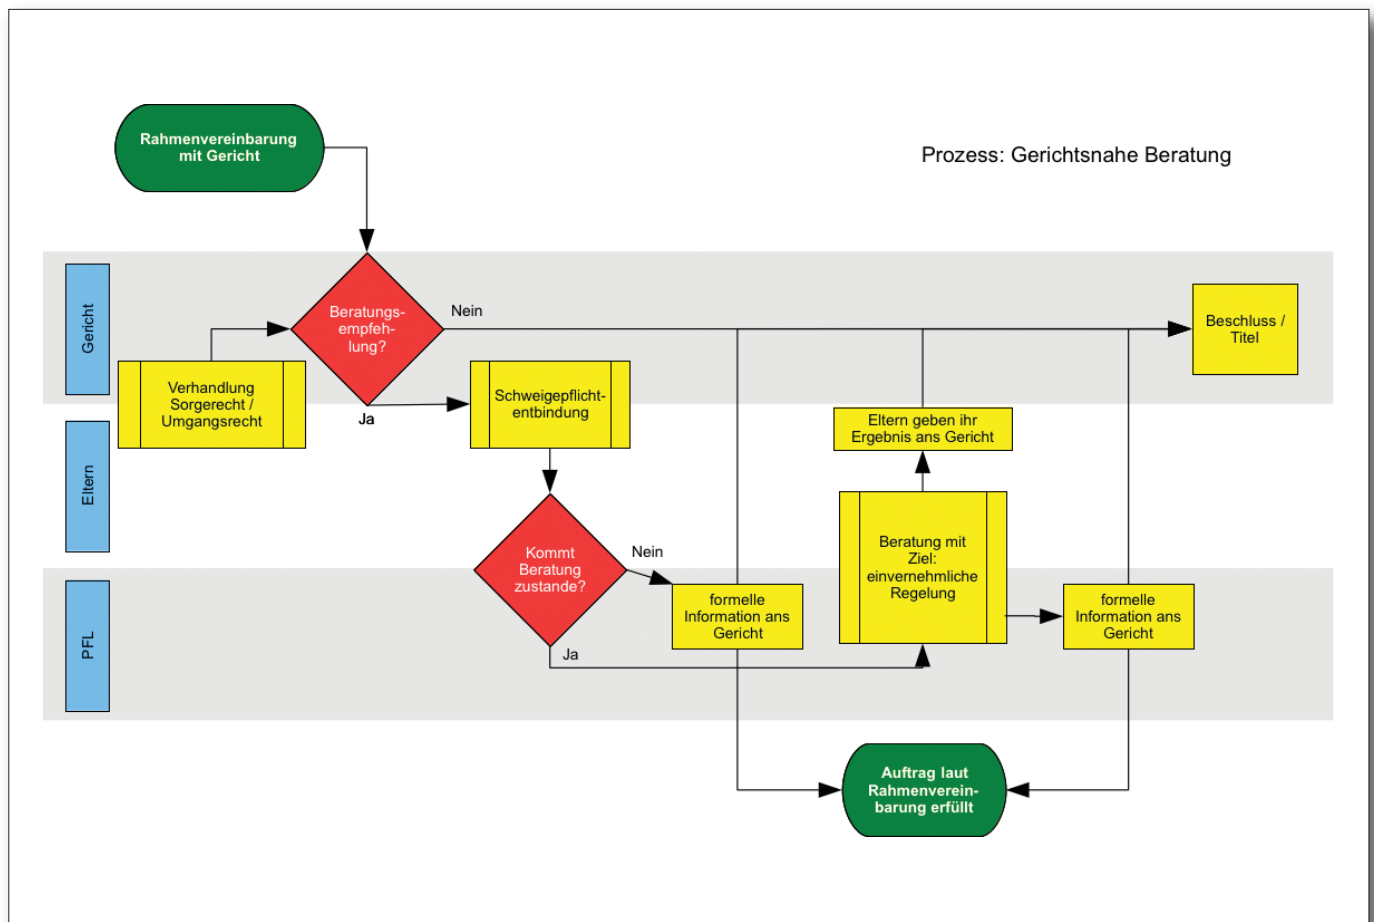 Rahmenvereinbarung
mit Gericht
Prozess: Gerichtsnahe Beratung
Gericht
Beratungs-
empfeh-
lung?
Nein
Ja
Beschluss /
Titel
Verhandlung
Sorgerecht /
Umgangsrecht
Schweigepflicht-
entbindung
Eltern geben ihr
Ergebnis ans Gericht
Eltern
Kommt
Beratung
zustande?
Nein
Ja
Beratung mit
Ziel:
einvernehmliche
Regelung
PFL
formelle
Information ans
Gericht
formelle
Information ans
Gericht
Auftrag laut
Rahmenverein-
barung erfüllt